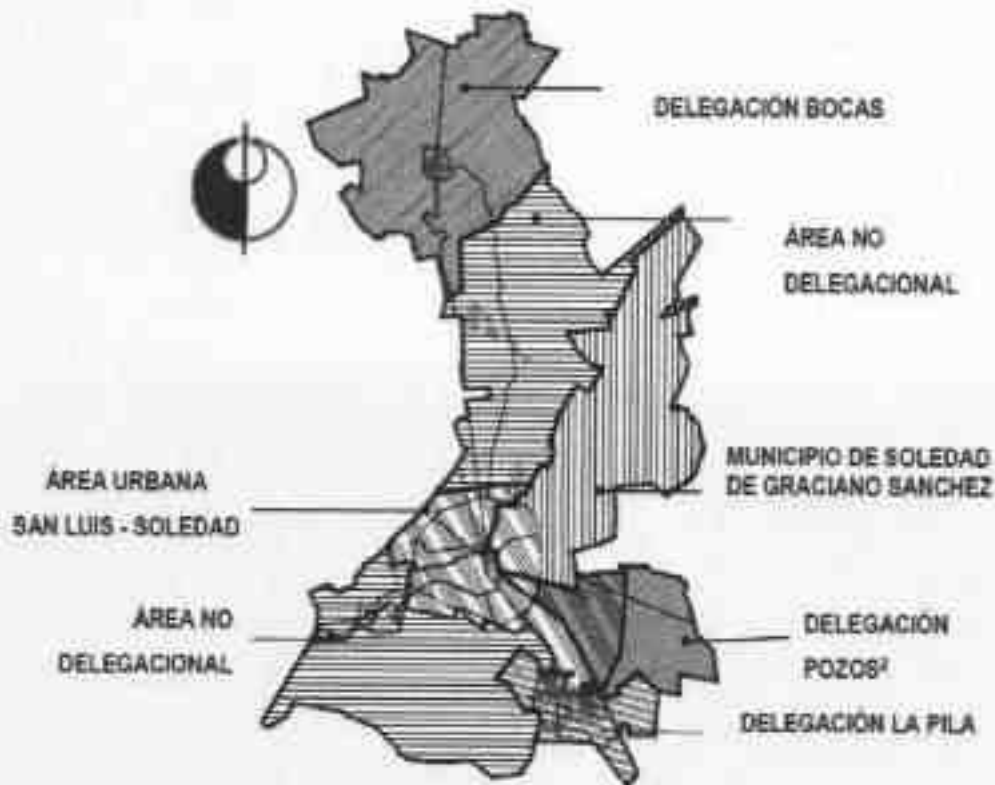 DELEGACIÓN BOCAS
ÁREA NO
DELEGACIONAL
ÁREA URBANA
SAN LUIS - SOLEDAD
MUNICIPIO DE SOLEDAD
DE GRACIANO SANCHEZ
ÁREA NO
DELEGACIONAL
DELEGACIÓN
POZOS²
DELEGACIÓN LA PILA